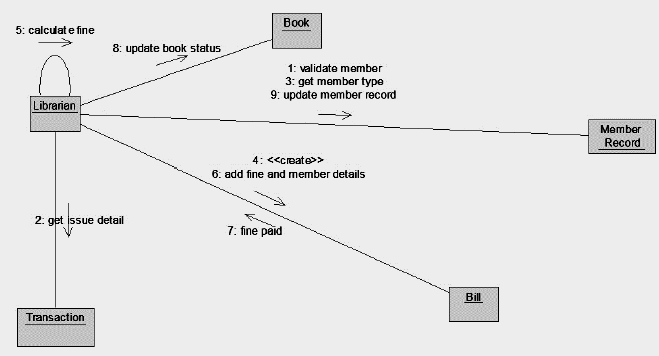 Book
5: calculate fine
8: update book status
1: validate member
3: get member type
9: update member record
Librarian
Member
Record
4: <<create>>
6: add fine and member details
2: get issue detail
7: fine paid
Bill
Transaction